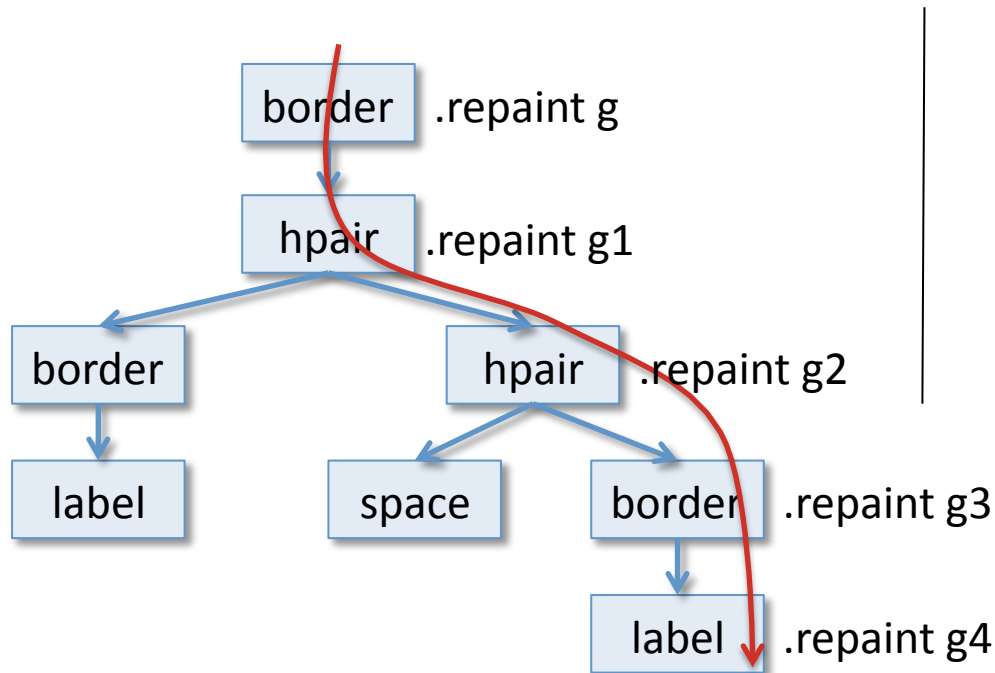 border .repaint g
hpair .repaint g1
border hpair .repaint g2
label space border .repaint g3
label .repaint g4